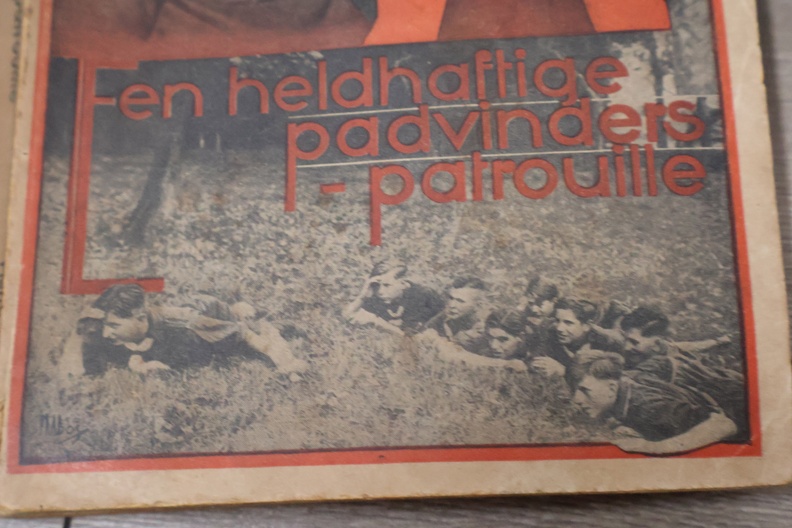 Een heldhaftige
padvinders
- patrouille